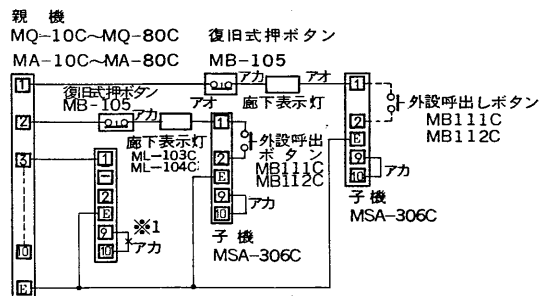 親　機
MQ-10C～MQ-80C
MA-10C～MA-80C
復旧式押ボタン
MB-105
アカ
アオ
廊下表示灯
1
2
3
10
E
復旧式押ボタン
MB-105
アカ
アオ
廊下表示灯
ML-103C
ML-104C
1
2
E
9
10
※1
アカ
1
2
E
9
10
アカ
外設呼出
ボタン
MB111C
MB112C
子　機
MSA-306C
1
2
E
9
10
アカ
外設呼出しボタン
MB111C
MB112C
子　機
MSA-306C